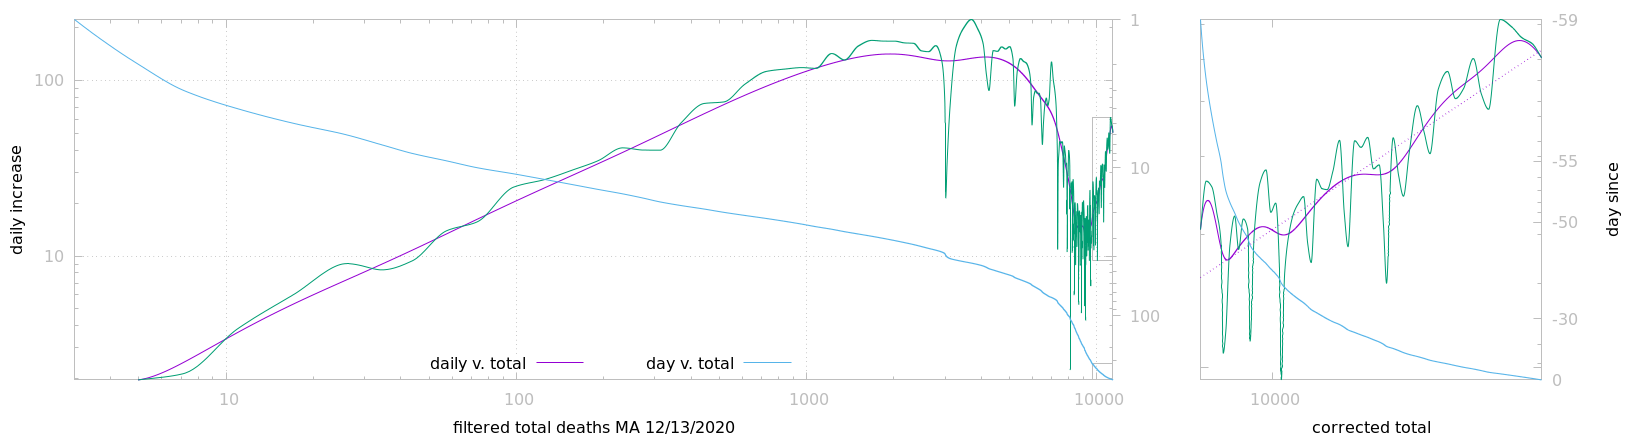 1
-59
100
daily increase
10
-55
-50
day since
10
100
-30
daily v. total
day v. total
0
10
100
1000
10000
10000
filtered total deaths MA 12/13/2020
corrected total